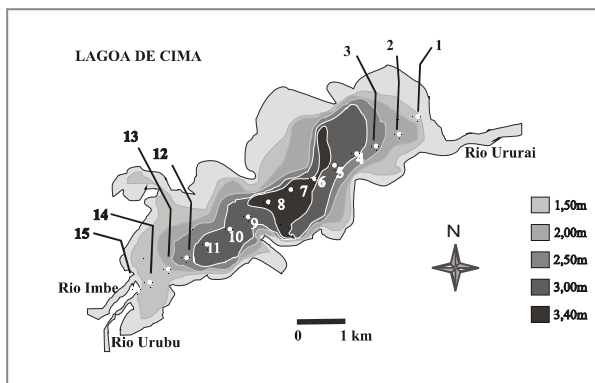 LAGOA DE CIMA
3
2
1
13
12
14
15
4
5
6
7
8
9
10
11
Rio Ururai
Rio Imbe
Rio Urubu
N
0 1 km
1,50m
2,00m
2,50m
3,00m
3,40m